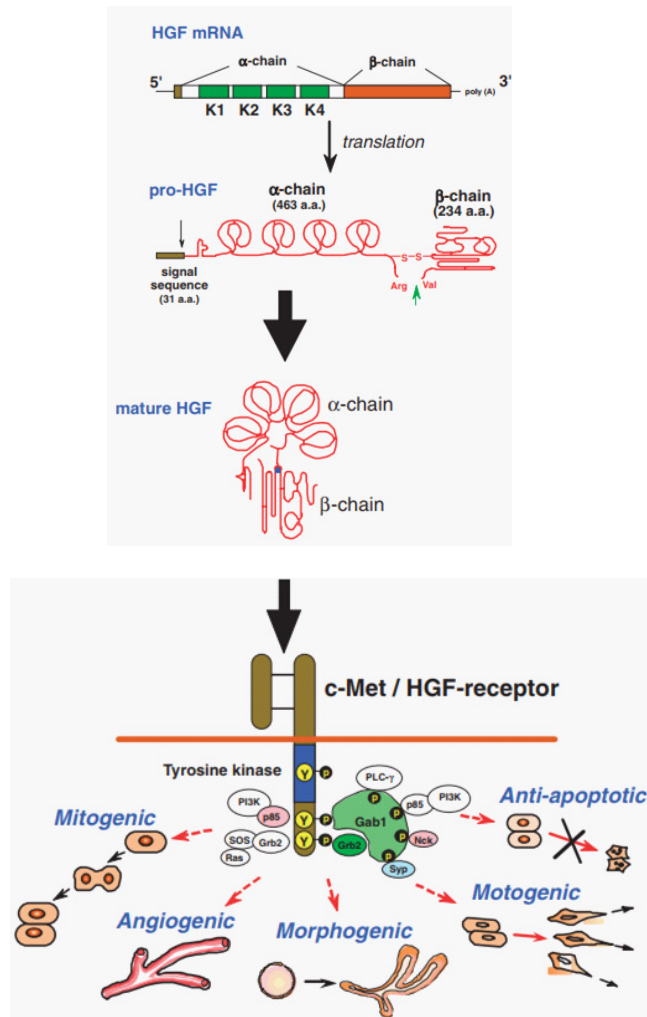 HGF mRNA
α-chain
β-chain
5'
3'
poly (A)
K1 K2 K3 K4
translation
pro-HGF
α-chain
(463 a.a.)
β-chain
(234 a.a.)
S–S
signal
sequence
(31 a.a.)
Arg
Val
mature HGF
α-chain
β-chain
c-Met / HGF-receptor
Tyrosine kinase
Y
P
PLC-γ
PI3K
p85
Y
P
P
Gab1
P
p85
PI3K
SOS
Grb2
Ras
Y
P
Grb2
P
Nck
P
Syp
Mitogenic
Anti-apoptotic
Motogenic
Angiogenic
Morphogenic